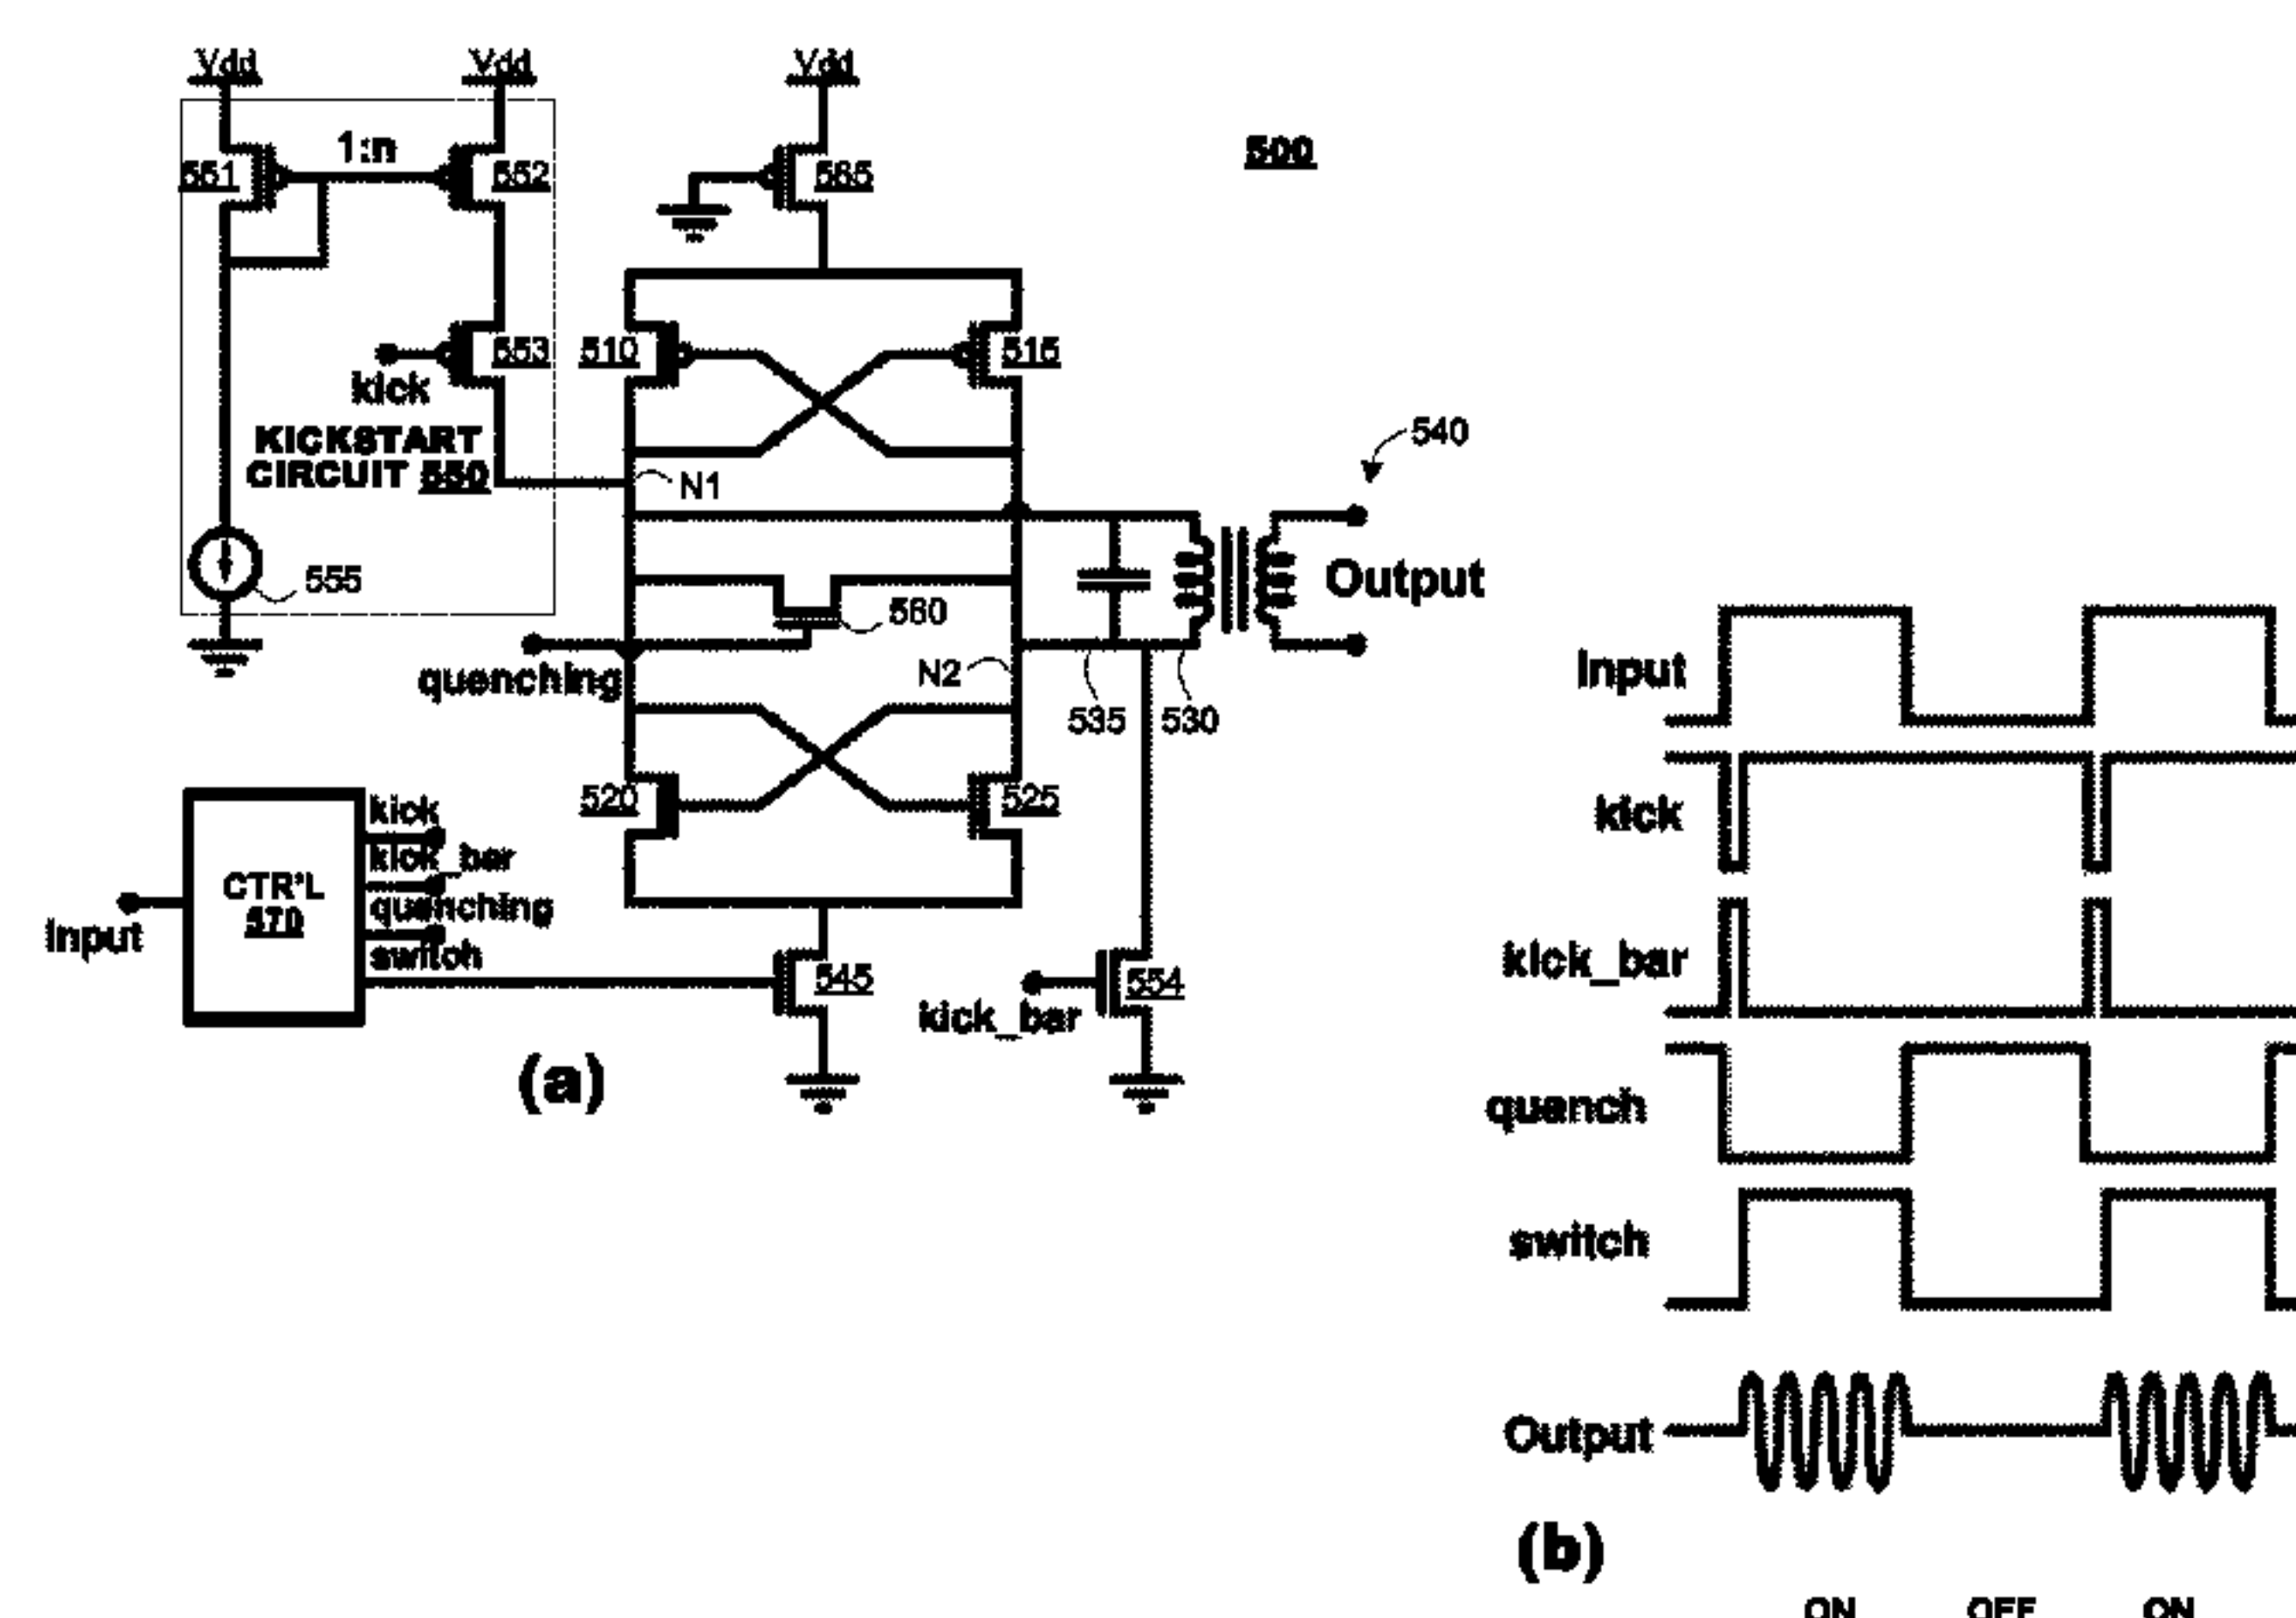 Vdd
Vdd
Vdd
500
551
1:n
552
565
553
510
515
kick
KICKSTART
CIRCUIT 550
N1
540
555
560
Output
quenching
N2
535
530
520
525
CTR'L
570
kick
kick_bar
quenching
switch
Input
545
554
kick_bar
(a)
Input
kick
kick_bar
quench
switch
Output
(b)
ON
OFF
ON